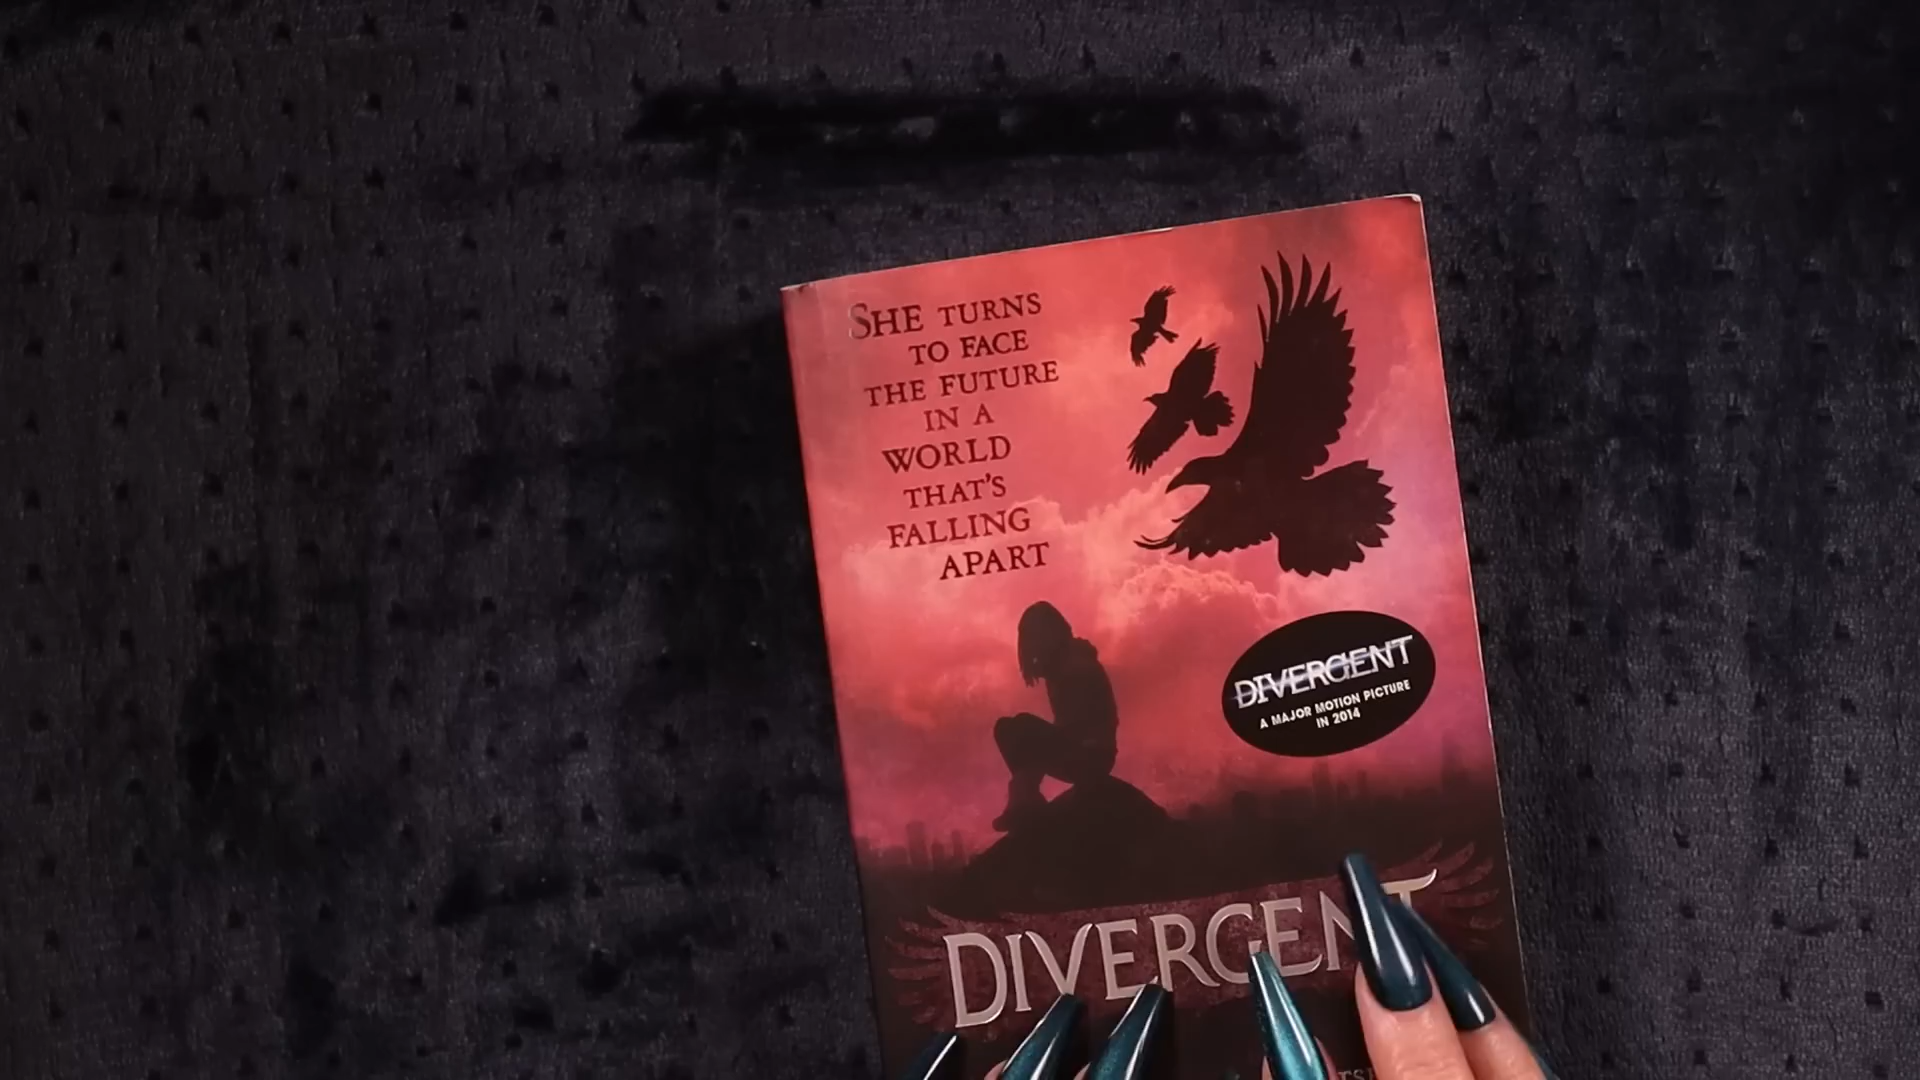 SHE TURNS
TO FACE
THE FUTURE
IN A
WORLD
THAT'S
FALLING
APART
DIVERGENT
A MAJOR MOTION PICTURE
IN 2014
DIVERGENT